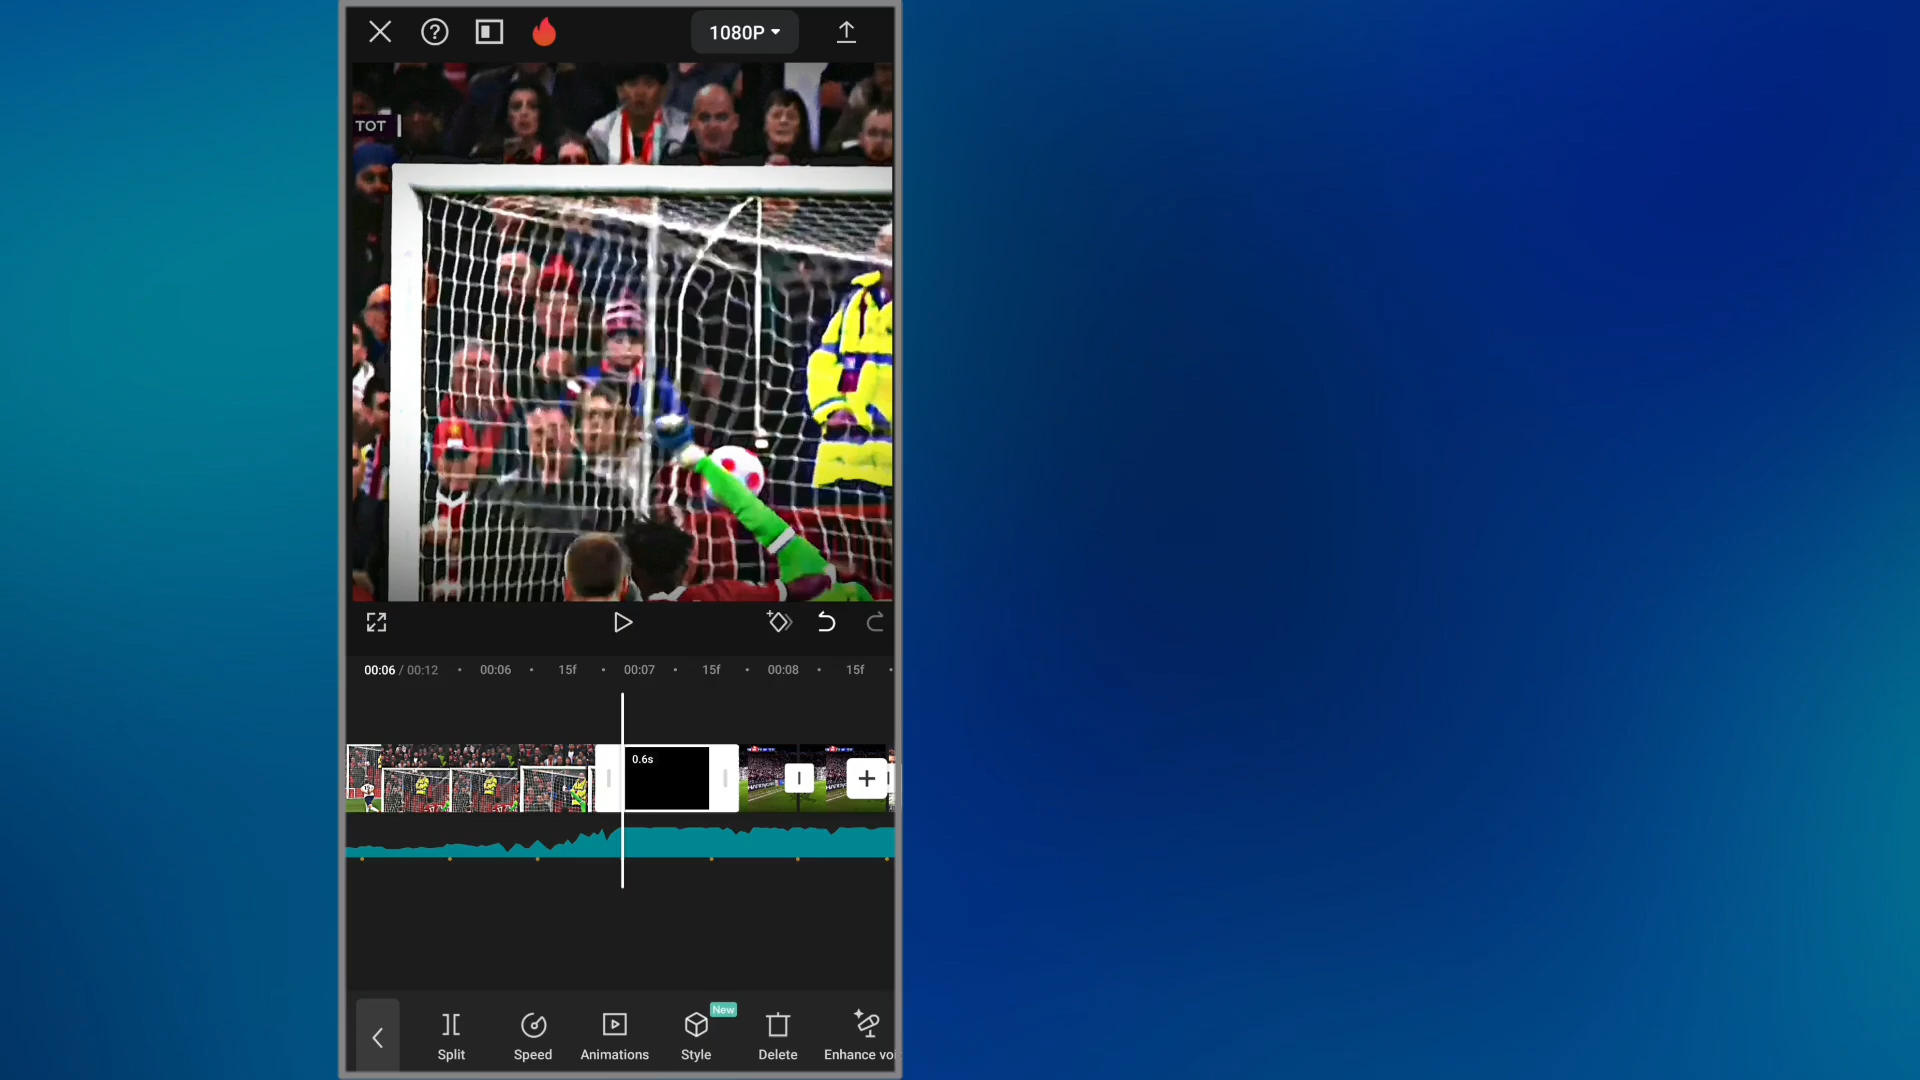 1080P
TOT
00:06 / 00:12
00:06
15f
00:07
15f
00:08
15f
0.6s
New
Split
Speed
Animations
Style
Delete
Enhance vo